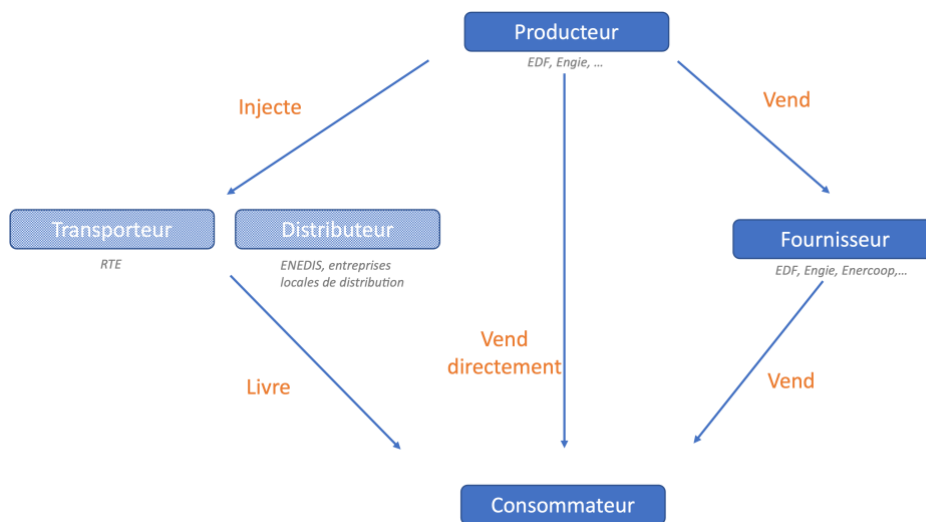 Producteur
EDF, Engie, ...
Injecte
Vend
Transporteur
Distributeur
Fournisseur
RTE
ENEDIS, entreprises
locales de distribution
EDF, Engie, Enercoop,...
Vend
directement
Livre
Vend
Consommateur